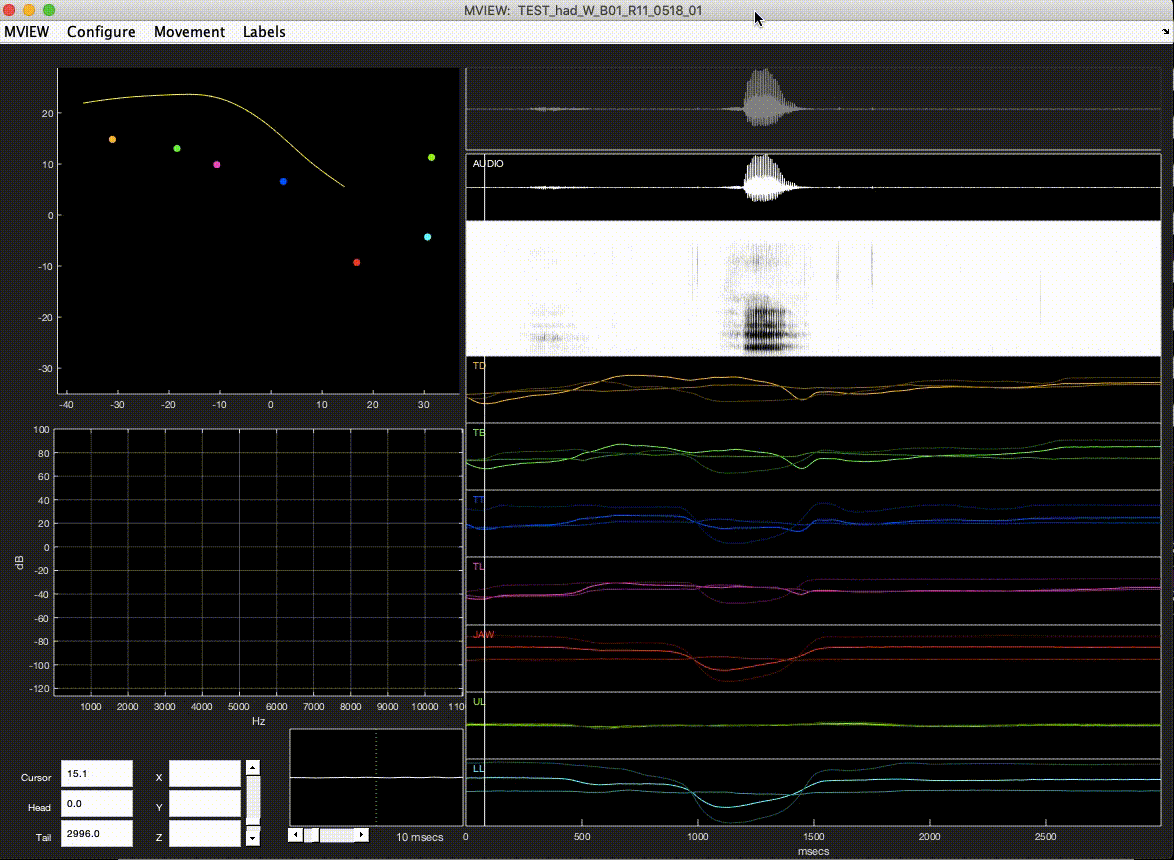 MVIEW:  TEST_had_W_B01_R11_0518_01
MVIEW Configure Movement Labels
20
10
0
-10
-20
-30
-40 -30 -20 -10 0 10 20 30
AUDIO
TD
TB
TT
TL
JAW
UL
LL
0 500 1000 1500 2000 2500
msecs
100
80
60
40
20
0
-20
-40
-60
-80
-100
-120
dB
1000 2000 3000 4000 5000 6000 7000 8000 9000 10000 110
Hz
Cursor 15.1 X
Head 0.0 Y
Tail 2996.0 Z
10 msecs